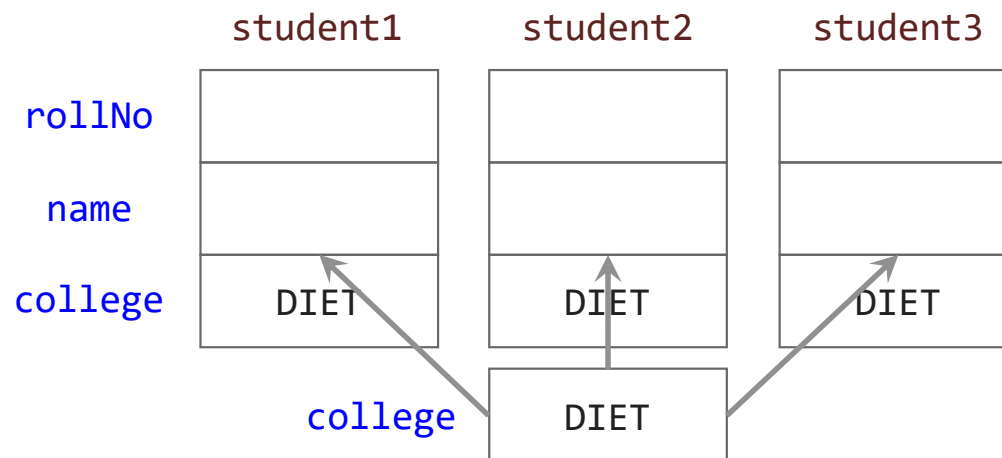 student1 student2 student3
rollNo
name
college DIET DIET DIET
college DIET